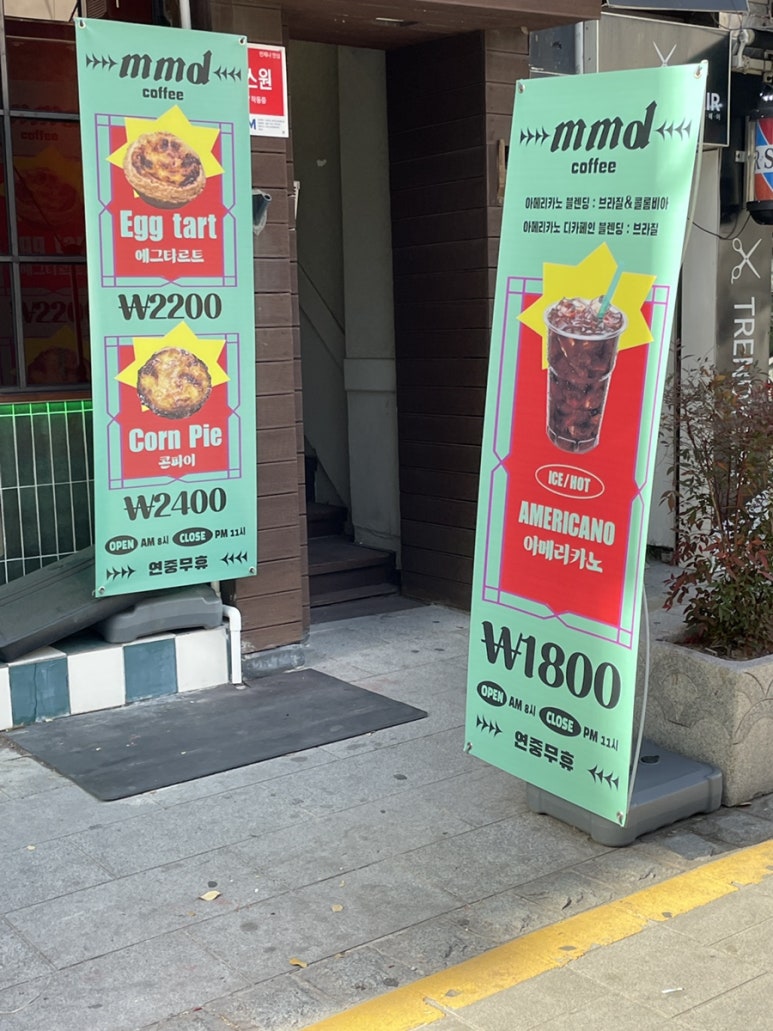 mmd
coffee
Egg tart
에그타르트
₩2200
Corn Pie
콘파이
₩2400
OPEN AM 8시 CLOSE PM 11시
연중무휴
스원
mmd
coffee
아메리카노 블렌딩 : 브라질&콜롬비아
아메리카노 디카페인 블렌딩 : 브라질
ICE/HOT
AMERICANO
아메리카노
₩1800
OPEN AM 8시 CLOSE PM 11시
연중무휴
TREN